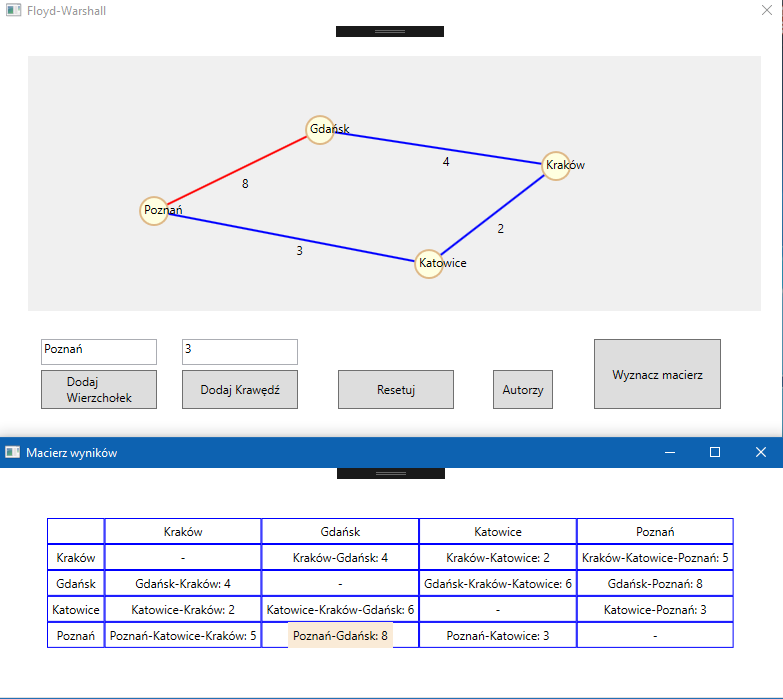 Floyd-Warshall
Gdańsk
4
Kraków
8
Poznań
2
3
Katowice
Poznań
3
Dodaj
Wierzchołek
Dodaj Krawędź
Resetuj
Autorzy
Wyznacz macierz
Macierz wyników
Kraków Gdańsk Katowice Poznań
Kraków - Kraków-Gdańsk: 4 Kraków-Katowice: 2 Kraków-Katowice-Poznań: 5
Gdańsk Gdańsk-Kraków: 4 - Gdańsk-Kraków-Katowice: 6 Gdańsk-Poznań: 8
Katowice Katowice-Kraków: 2 Katowice-Kraków-Gdańsk: 6 - Katowice-Poznań: 3
Poznań Poznań-Katowice-Kraków: 5 Poznań-Gdańsk: 8 Poznań-Katowice: 3 -